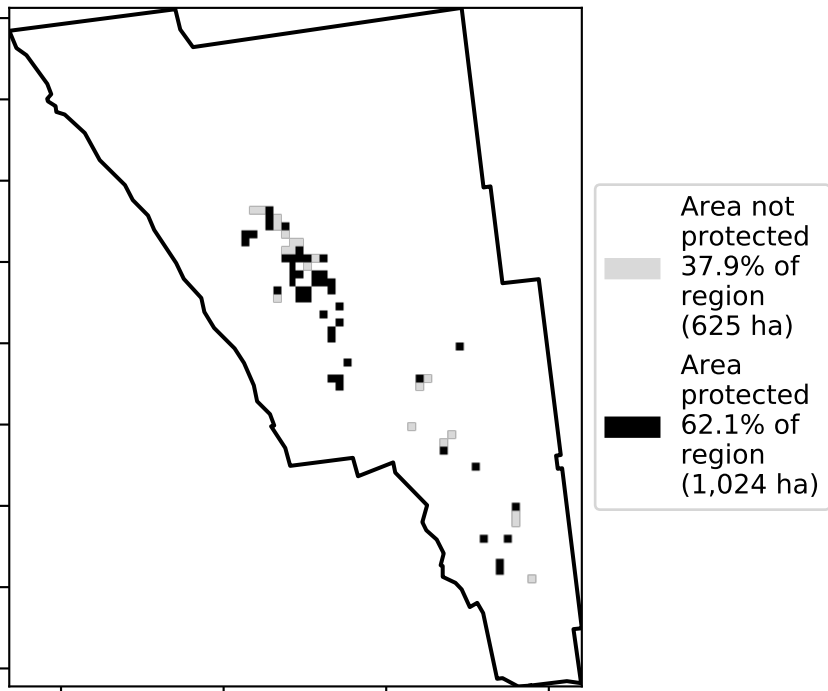 Area not
protected
37.9% of
region
(625 ha)
Area
protected
62.1% of
region
(1,024 ha)